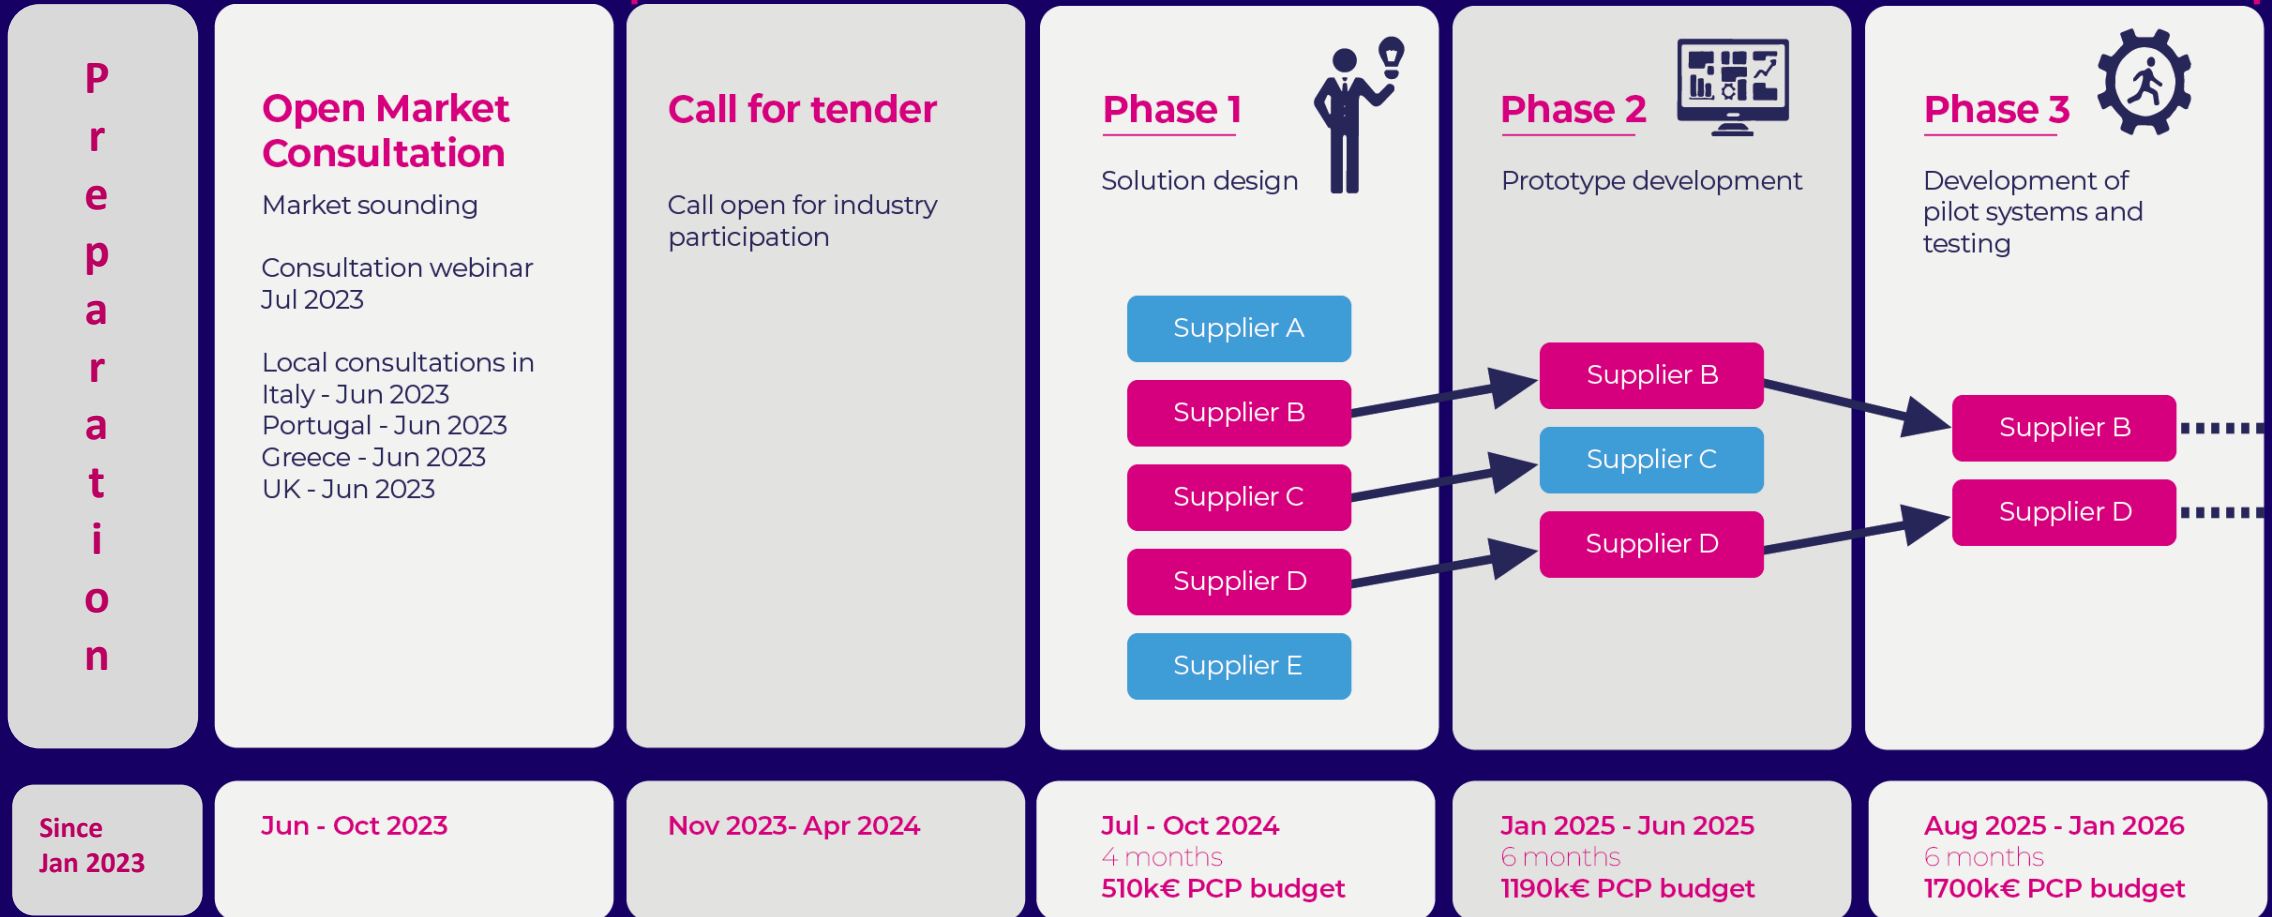 Preparation
Open Market
Consultation
Market sounding
Consultation webinar
Jul 2023
Local consultations in
Italy - Jun 2023
Portugal - Jun 2023
Greece - Jun 2023
UK - Jun 2023
Call for tender
Call open for industry
participation
Phase 1
Solution design
Supplier A
Supplier B
Supplier C
Supplier D
Supplier E
Phase 2
Prototype development
Supplier B
Supplier C
Supplier D
Phase 3
Development of
pilot systems and
testing
Supplier B
Supplier D
Since
Jan 2023
Jun - Oct 2023
Nov 2023- Apr 2024
Jul - Oct 2024
4 months
510k€ PCP budget
Jan 2025 - Jun 2025
6 months
1190k€ PCP budget
Aug 2025 - Jan 2026
6 months
1700k€ PCP budget